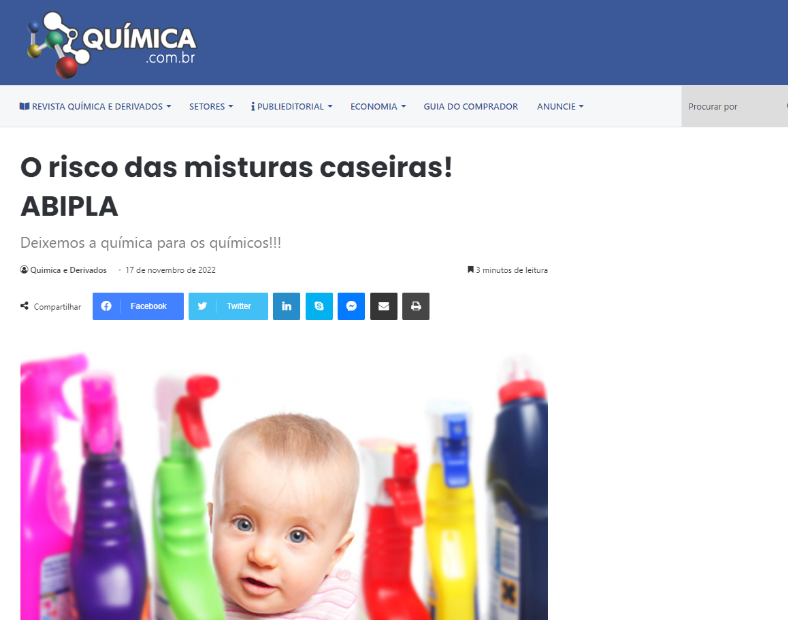 QUÍMICA
.com.br
REVISTA QUÍMICA E DERIVADOS SETORES PUBLIEDITORIAL ECONOMIA GUIA DO COMPRADOR ANUNCIE Procurar por
O risco das misturas caseiras!
ABIPLA
Deixemos a química para os químicos!!!
Quimica e Derivados - 17 de novembro de 2022 3 minutos de leitura
Compartilhar Facebook Twitter